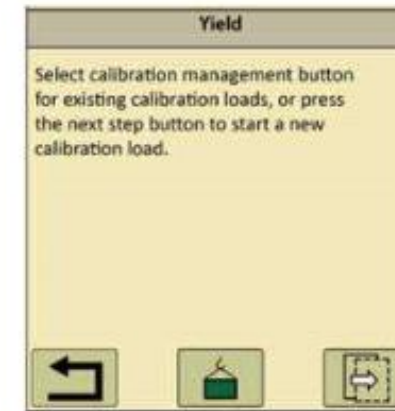 Yield
Select calibration management button
for existing calibration loads, or press
the next step button to start a new
calibration load.